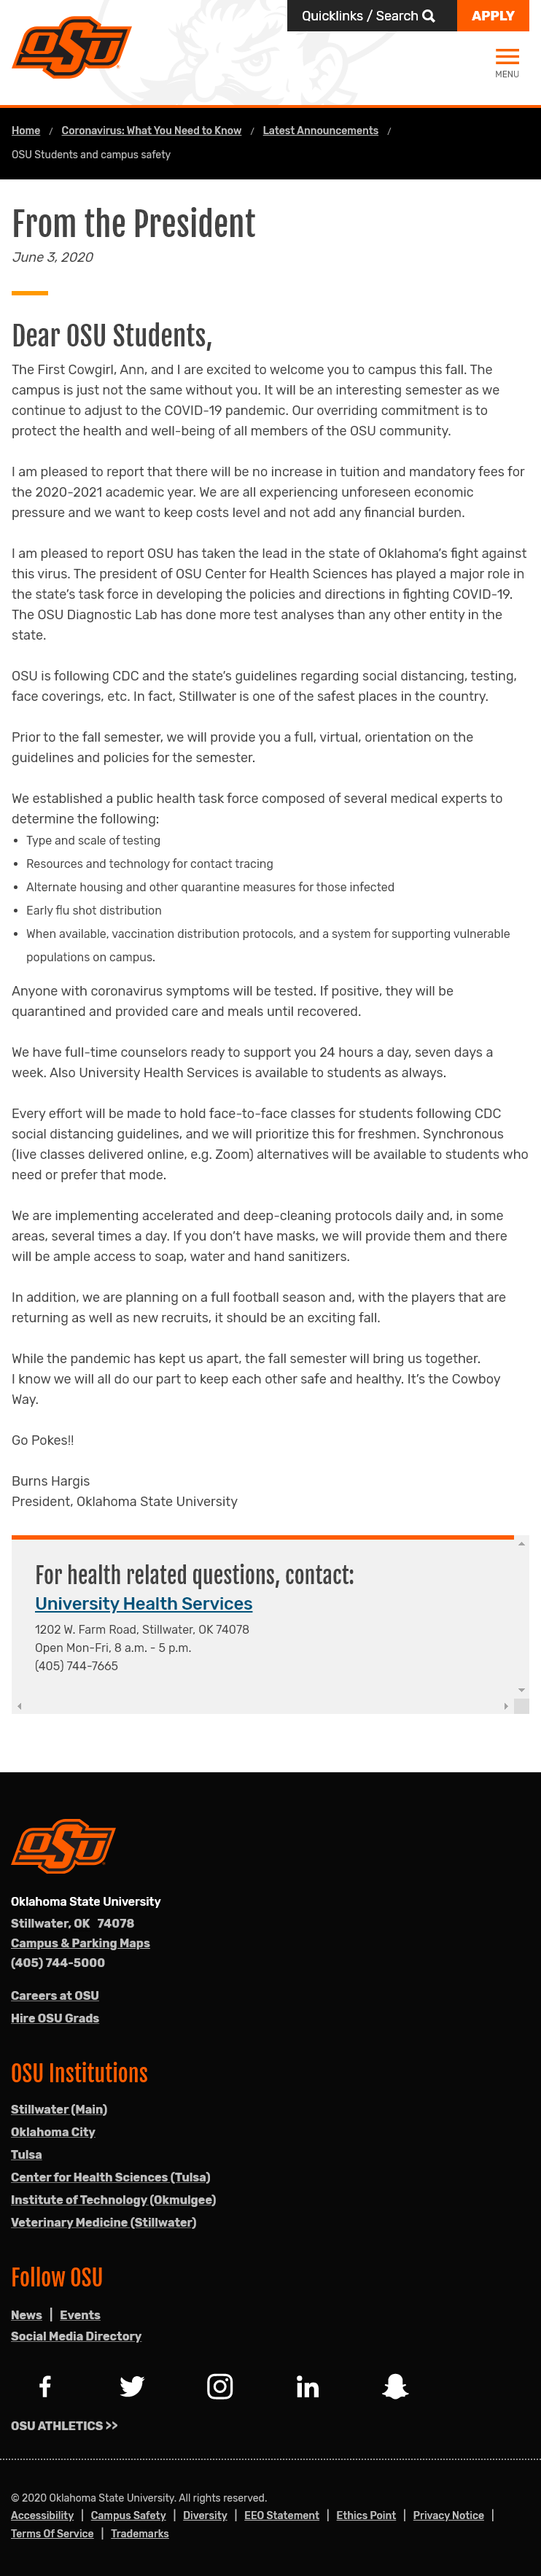 Quicklinks / Search
APPLY
OSU
MENU
Home / Coronavirus: What You Need to Know / Latest Announcements /
OSU Students and campus safety
From the President
June 3, 2020
Dear OSU Students,
The First Cowgirl, Ann, and I are excited to welcome you to campus this fall. The
campus is just not the same without you. It will be an interesting semester as we
continue to adjust to the COVID-19 pandemic. Our overriding commitment is to
protect the health and well-being of all members of the OSU community.
I am pleased to report that there will be no increase in tuition and mandatory fees for
the 2020-2021 academic year. We are all experiencing unforeseen economic
pressure and we want to keep costs level and not add any financial burden.
I am pleased to report OSU has taken the lead in the state of Oklahoma's fight against
this virus. The president of OSU Center for Health Sciences has played a major role in
the state's task force in developing the policies and directions in fighting COVID-19.
The OSU Diagnostic Lab has done more test analyses than any other entity in the
state.
OSU is following CDC and the state's guidelines regarding social distancing, testing,
face coverings, etc. In fact, Stillwater is one of the safest places in the country.
Prior to the fall semester, we will provide you a full, virtual, orientation on the
guidelines and policies for the semester.
We established a public health task force composed of several medical experts to
determine the following:
• Type and scale of testing
• Resources and technology for contact tracing
• Alternate housing and other quarantine measures for those infected
• Early flu shot distribution
• When available, vaccination distribution protocols, and a system for supporting vulnerable
populations on campus.
Anyone with coronavirus symptoms will be tested. If positive, they will be
quarantined and provided care and meals until recovered.
We have full-time counselors ready to support you 24 hours a day, seven days a
week. Also University Health Services is available to students as always.
Every effort will be made to hold face-to-face classes for students following CDC
social distancing guidelines, and we will prioritize this for freshmen. Synchronous
(live classes delivered online, e.g. Zoom) alternatives will be available to students who
need or prefer that mode.
We are implementing accelerated and deep-cleaning protocols daily and, in some
areas, several times a day. If you don't have masks, we will provide them and there
will be ample access to soap, water and hand sanitizers.
In addition, we are planning on a full football season and, with the players that are
returning as well as new recruits, it should be an exciting fall.
While the pandemic has kept us apart, the fall semester will bring us together.
I know we will all do our part to keep each other safe and healthy. It's the Cowboy
Way.
Go Pokes!!
Burns Hargis
President, Oklahoma State University
For health related questions, contact:
University Health Services
1202 W. Farm Road, Stillwater, OK 74078
Open Mon-Fri, 8 a.m. - 5 p.m.
(405) 744-7665
OSU
Oklahoma State University
Stillwater, OK 74078
Campus & Parking Maps
(405) 744-5000
Careers at OSU
Hire OSU Grads
OSU Institutions
Stillwater (Main)
Oklahoma City
Tulsa
Center for Health Sciences (Tulsa)
Institute of Technology (Okmulgee)
Veterinary Medicine (Stillwater)
Follow OSU
News | Events
Social Media Directory
OSU ATHLETICS >>
© 2020 Oklahoma State University. All rights reserved.
Accessibility | Campus Safety | Diversity | EEO Statement | Ethics Point | Privacy Notice |
Terms Of Service | Trademarks